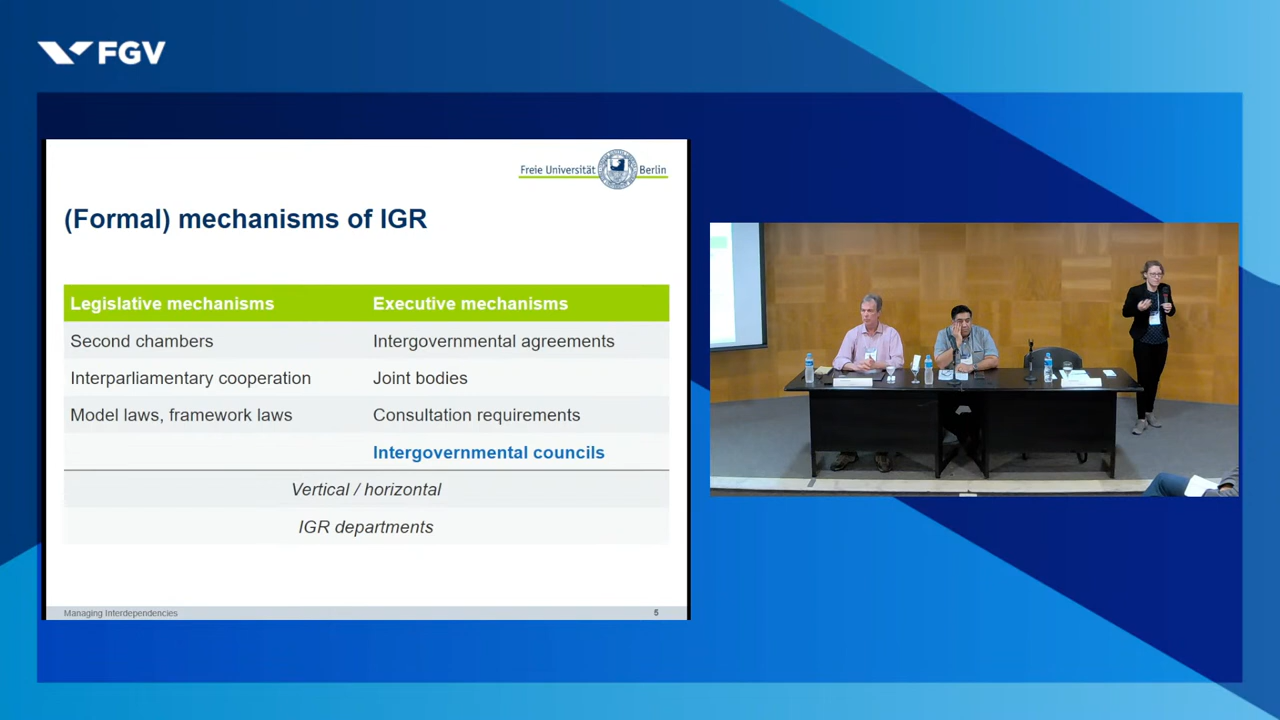 FGV
Freie Universität Berlin
(Formal) mechanisms of IGR
Legislative mechanisms Executive mechanisms
Second chambers Intergovernmental agreements
Interparliamentary cooperation Joint bodies
Model laws, framework laws Consultation requirements
Intergovernmental councils
Vertical / horizontal
IGR departments
Managing Interdependencies 5